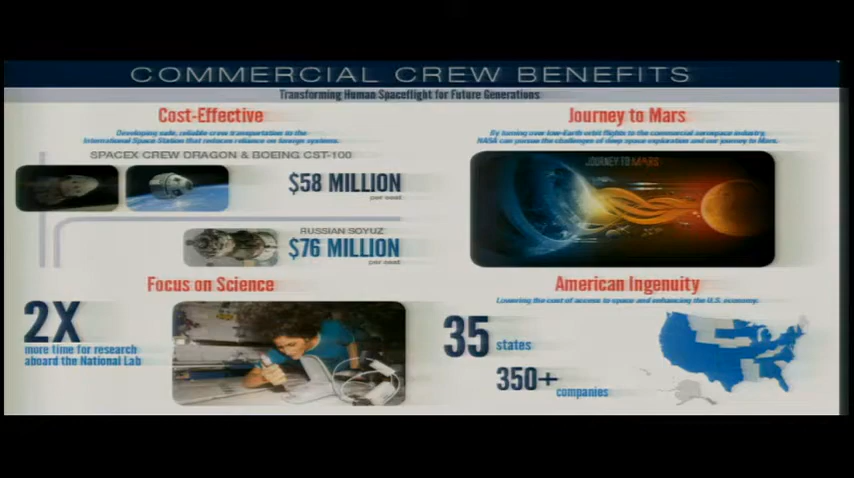 COMMERCIAL CREW BENEFITS
Transforming Human Spaceflight for Future Generations
Cost-Effective
Developing safe, reliable crew transportation to the
International Space Station that reduces reliance on foreign systems.
SPACEX CREW DRAGON & BOEING CST-100
$58 MILLION
per seat
RUSSIAN SOYUZ
$76 MILLION
per seat
Journey to Mars
By turning over low-Earth orbit flights to the commercial aerospace industry,
NASA can pursue the challenges of deep space exploration and our journey to Mars.
JOURNEY TO MARS
Focus on Science
2X
more time for research
aboard the National Lab
American Ingenuity
Lowering the cost of access to space and enhancing the U.S. economy.
35 states
350+
companies